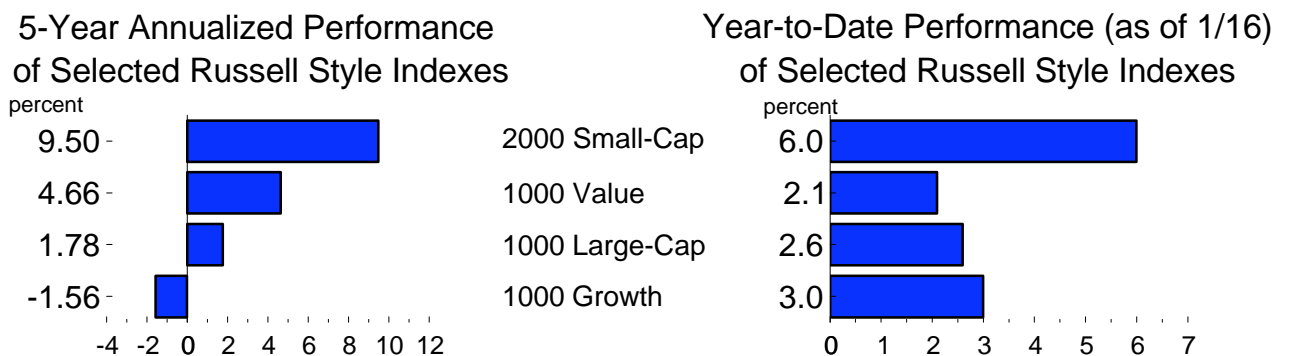 5-Year Annualized Performance
of Selected Russell Style Indexes
percent
9.50
4.66
1.78
-1.56
-4 -2 0 2 4 6 8 10 12
2000 Small-Cap
1000 Value
1000 Large-Cap
1000 Growth
Year-to-Date Performance (as of 1/16)
of Selected Russell Style Indexes
percent
6.0
2.1
2.6
3.0
0 1 2 3 4 5 6 7